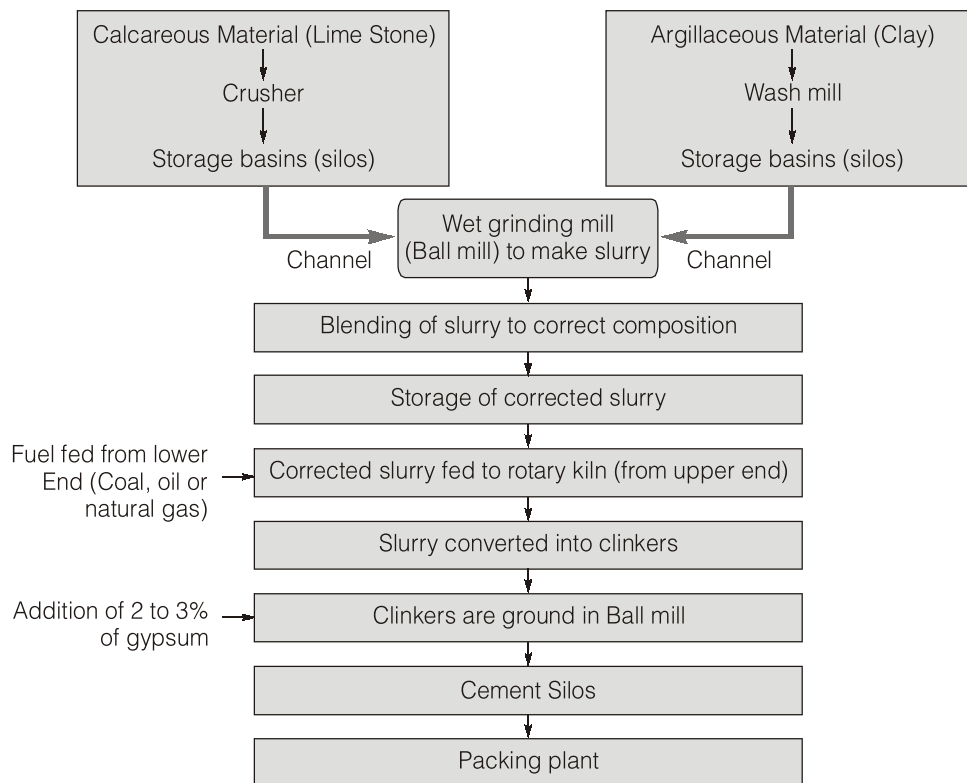 Calcareous Material (Lime Stone)
Crusher
Storage basins (silos)
Argillaceous Material (Clay)
Wash mill
Storage basins (silos)
Channel
Wet grinding mill
(Ball mill) to make slurry
Channel
Blending of slurry to correct composition
Storage of corrected slurry
Fuel fed from lower
End (Coal, oil or
natural gas)
Corrected slurry fed to rotary kiln (from upper end)
Slurry converted into clinkers
Addition of 2 to 3%
of gypsum
Clinkers are ground in Ball mill
Cement Silos
Packing plant